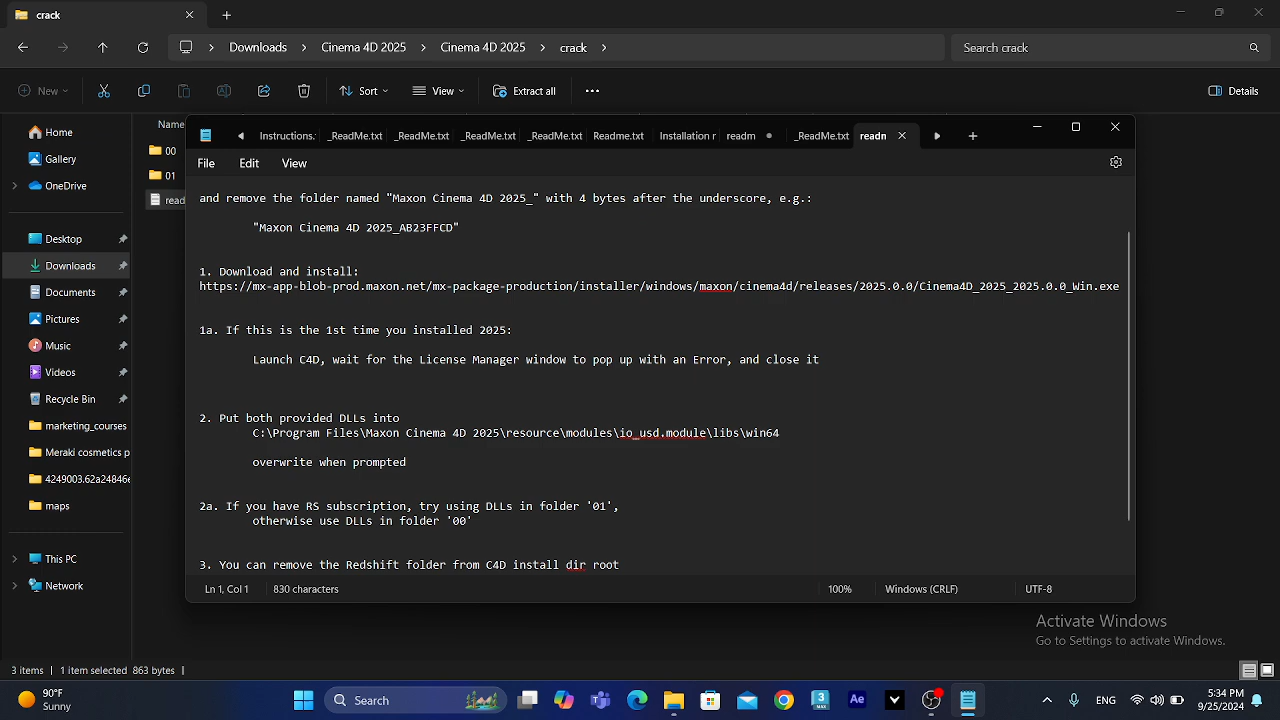 crack
Downloads > Cinema 4D 2025 > Cinema 4D 2025 > crack >
Search crack
New
Sort
View
Extract all
Details
Home
Gallery
OneDrive
Desktop
Downloads
Documents
Pictures
Music
Videos
Recycle Bin
marketing_courses
Meraki cosmetics p
4249003.62a24846e
maps
This PC
Network
Name
00
01
read
Instructions. _ReadMe.txt _ReadMe.txt _ReadMe.txt _ReadMe.txt Readme.txt Installation r readm _ReadMe.txt readn
File Edit View
and remove the folder named "Maxon Cinema 4D 2025_" with 4 bytes after the underscore, e.g.:
"Maxon Cinema 4D 2025_AB23FFCD"
1. Download and install:
https://mx-app-blob-prod.maxon.net/mx-package-production/installer/windows/maxon/cinema4d/releases/2025.0.0/Cinema4D_2025_2025.0.0_Win.exe
1a. If this is the 1st time you installed 2025:
Launch C4D, wait for the License Manager window to pop up with an Error, and close it
2. Put both provided DLLs into
C:\Program Files\Maxon Cinema 4D 2025\resource\modules\io_usd.module\libs\win64
overwrite when prompted
2a. If you have RS subscription, try using DLLs in folder '01',
otherwise use DLLs in folder '00'
3. You can remove the Redshift folder from C4D install dir root
Ln 1, Col 1 830 characters 100% Windows (CRLF) UTF-8
Activate Windows
Go to Settings to activate Windows.
3 items 1 item selected 863 bytes
90°F
Sunny
Search
3
MAX
Ae
ENG
5:34 PM
9/25/2024